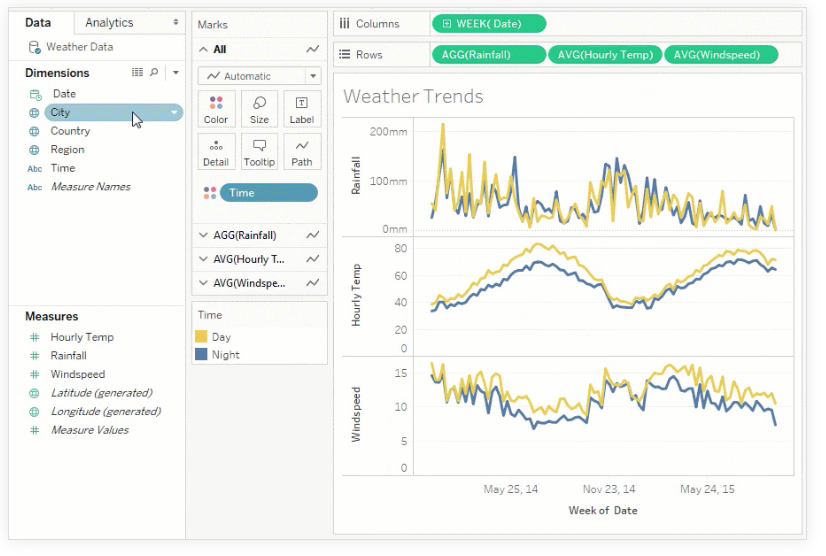 Data
Analytics
Weather Data
Dimensions
Date
City
Country
Region
Abc Time
Abc Measure Names
Measures
Hourly Temp
Rainfall
Windspeed
Latitude (generated)
Longitude (generated)
Measure Values
Marks
All
Automatic
Color Size Label
Detail Tooltip Path
Time
AGG(Rainfall)
AVG(Hourly T...
AVG(Windspe...
Time
Day
Night
Columns WEEK( Date)
Rows AGG(Rainfall) AVG(Hourly Temp) AVG(Windspeed)
Weather Trends
Rainfall
200mm
100mm
0mm
Hourly Temp
80
60
40
20
0
Windspeed
15
10
5
0
May 25, 14 Nov 23, 14 May 24, 15
Week of Date